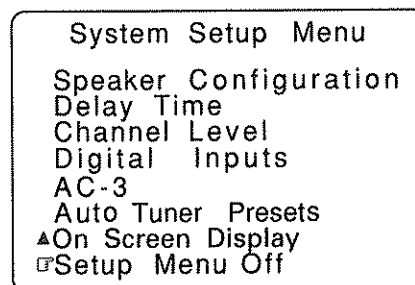 System Setup Menu
Speaker Configuration
Delay Time
Channel Level
Digital Inputs
AC-3
Auto Tuner Presets
▲On Screen Display
☞Setup Menu Off